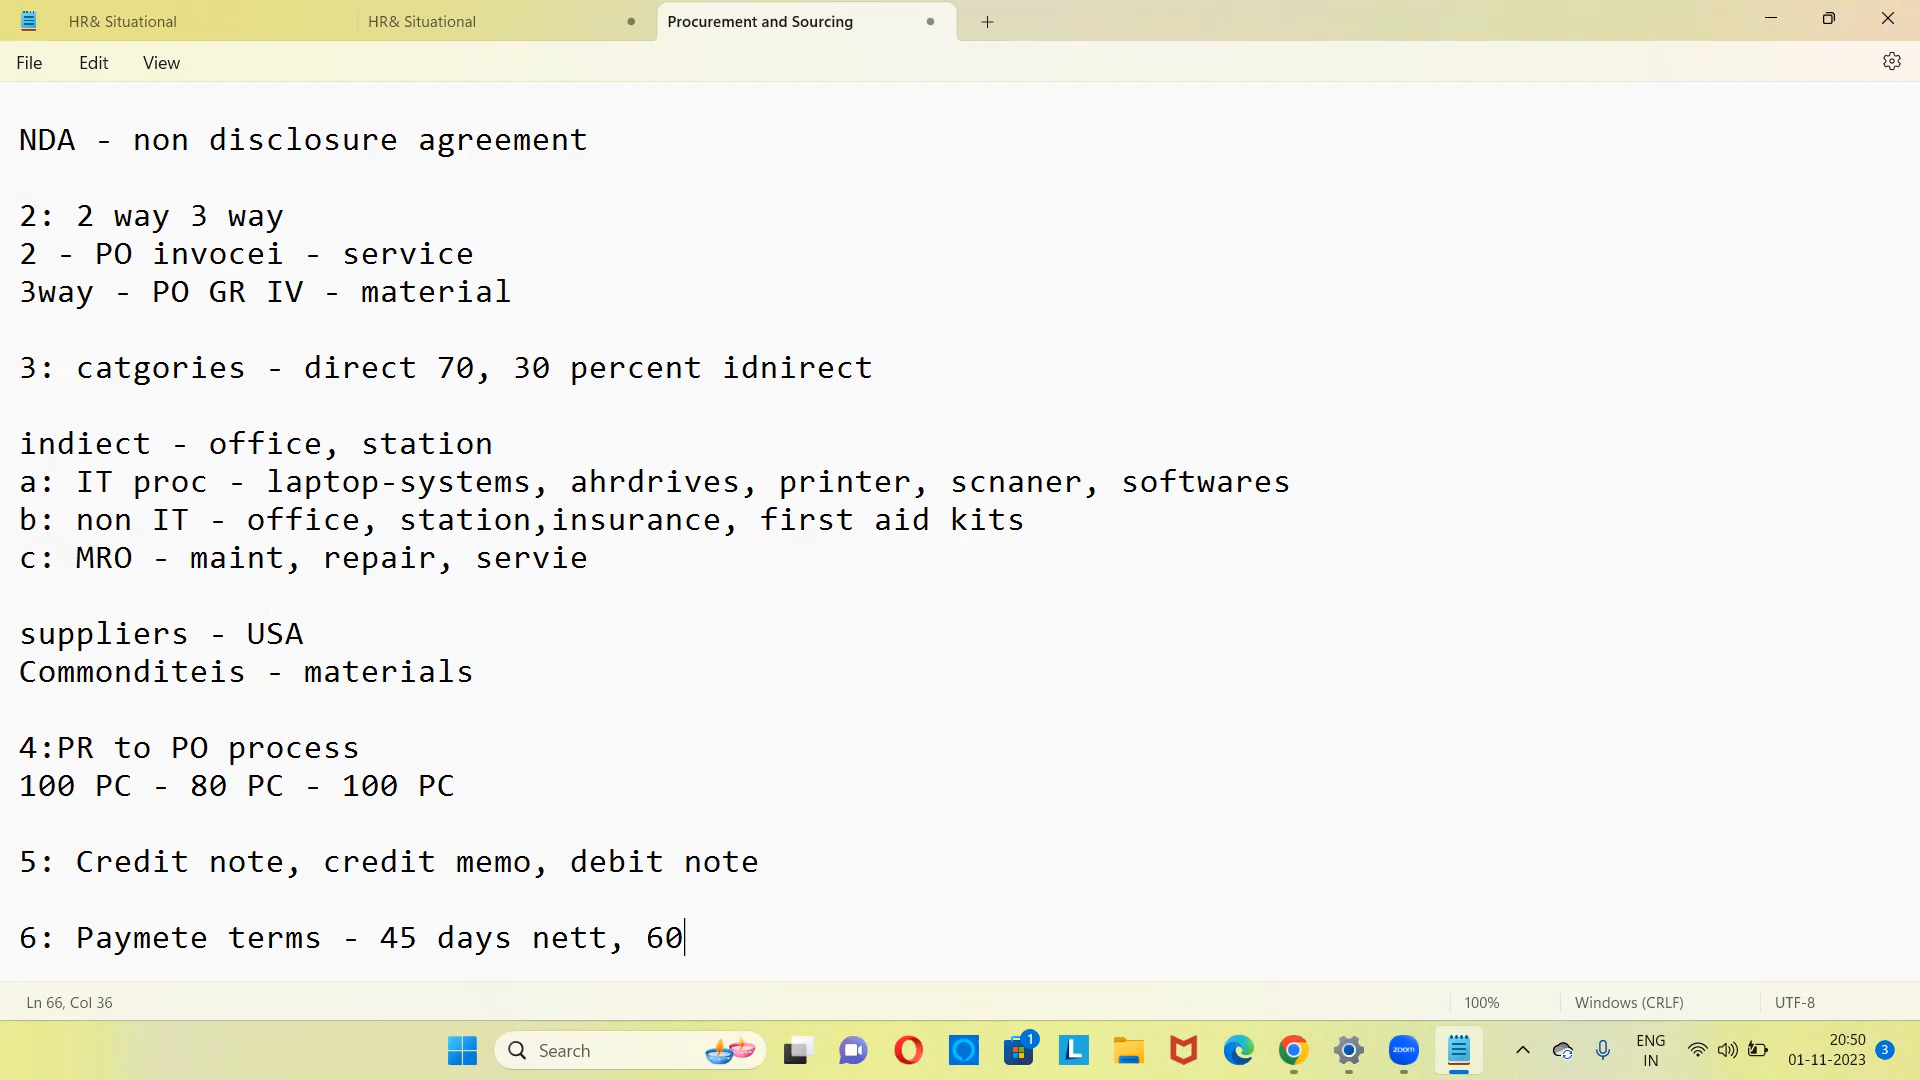 HR& Situational
HR& Situational
Procurement and Sourcing
File Edit View
NDA - non disclosure agreement
2: 2 way 3 way
2 - PO invocei - service
3way - PO GR IV - material
3: catgories - direct 70, 30 percent idnirect
indiect - office, station
a: IT proc - laptop-systems, ahrdrives, printer, scnaner, softwares
b: non IT - office, station,insurance, first aid kits
c: MRO - maint, repair, servie
suppliers - USA
Commonditeis - materials
4:PR to PO process
100 PC - 80 PC - 100 PC
5: Credit note, credit memo, debit note
6: Paymete terms - 45 days nett, 60
Ln 66, Col 36 100% Windows (CRLF) UTF-8
Search
1
L
zoom
ENG
IN
20:50
01-11-2023
3